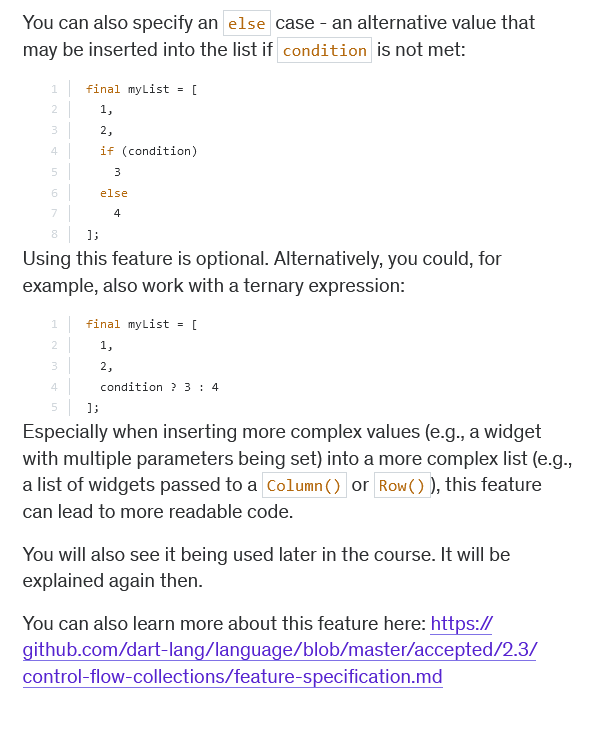 You can also specify an else case - an alternative value that
may be inserted into the list if condition is not met:
1 final myList = [
2 1,
3 2,
4 if (condition)
5 3
6 else
7 4
8 ];
Using this feature is optional. Alternatively, you could, for
example, also work with a ternary expression:
1 final myList = [
2 1,
3 2,
4 condition ? 3 : 4
5 ];
Especially when inserting more complex values (e.g., a widget
with multiple parameters being set) into a more complex list (e.g.,
a list of widgets passed to a Column() or Row()), this feature
can lead to more readable code.
You will also see it being used later in the course. It will be
explained again then.
You can also learn more about this feature here: https://
github.com/dart-lang/language/blob/master/accepted/2.3/
control-flow-collections/feature-specification.md